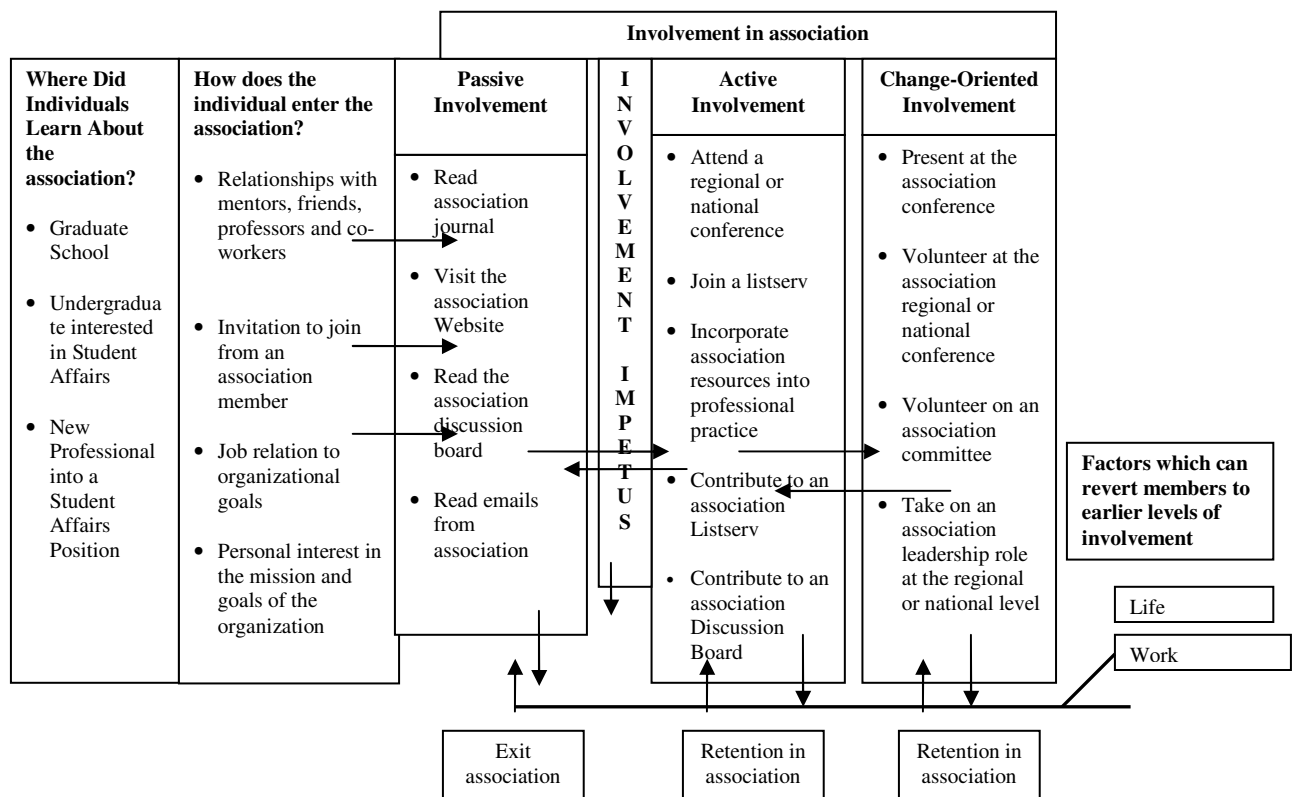 Involvement in association
Where Did
Individuals
Learn About
the
association?
• Graduate
School
• Undergradua
te interested
in Student
Affairs
• New
Professional
into a
Student
Affairs
Position
How does the
individual enter the
association?
• Relationships with
mentors, friends,
professors and co-
workers
• Invitation to join
from an
association
member
• Job relation to
organizational
goals
• Personal interest in
the mission and
goals of the
organization
Passive
Involvement
• Read
association
journal
• Visit the
association
Website
• Read the
association
discussion
board
• Read emails
from
association
I
N
V
O
L
V
E
M
E
N
T
I
M
P
E
T
U
S
Active
Involvement
• Attend a
regional or
national
conference
• Join a listserv
• Incorporate
association
resources into
professional
practice
• Contribute to an
association
Listserv
• Contribute to an
association
Discussion
Board
Change-Oriented
Involvement
• Present at the
association
conference
• Volunteer at the
association
regional or
national
conference
• Volunteer on an
association
committee
• Take on an
association
leadership role
at the regional
or national level
Factors which can
revert members to
earlier levels of
involvement
Life
Work
Exit
association
Retention in
association
Retention in
association